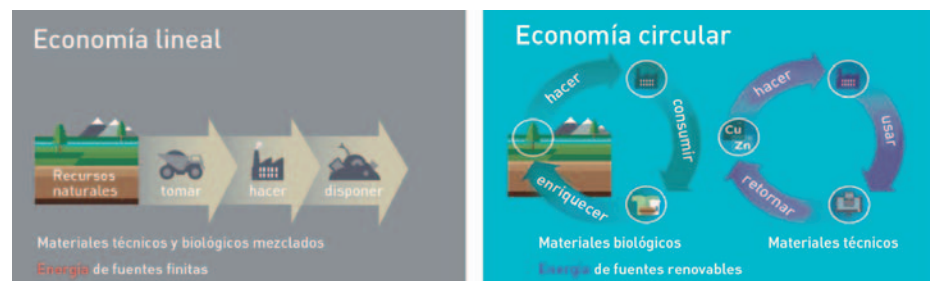 Economía lineal
Recursos
naturales
tomar
hacer
disponer
Materiales técnicos y biológicos mezclados
Energía de fuentes finitas
Economía circular
hacer
consumir
enriquecer
Materiales biológicos
hacer
usar
retornar
Cu
Zn
Materiales técnicos
Energía de fuentes renovables